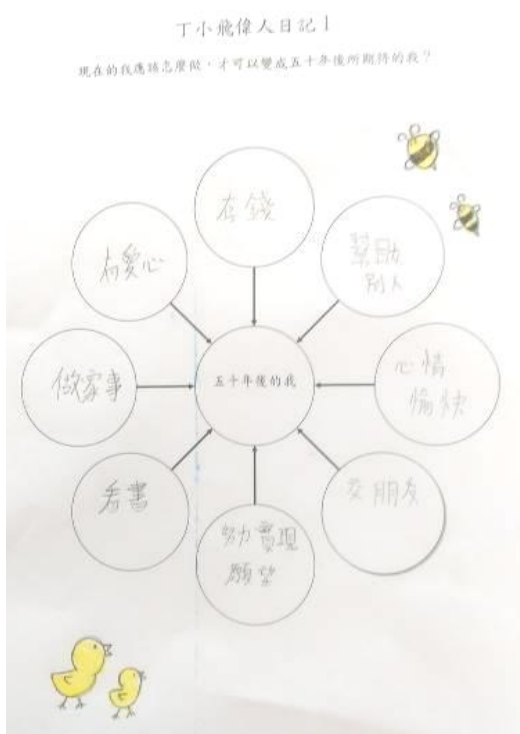 丁小飛偉人日記1
現在的我應該怎麼做，才可以變成五十年後所期待的我？
存錢
幫助
別人
有愛心
心情
愉快
五十年後的我
做家事
看書
交朋友
努力實現
願望